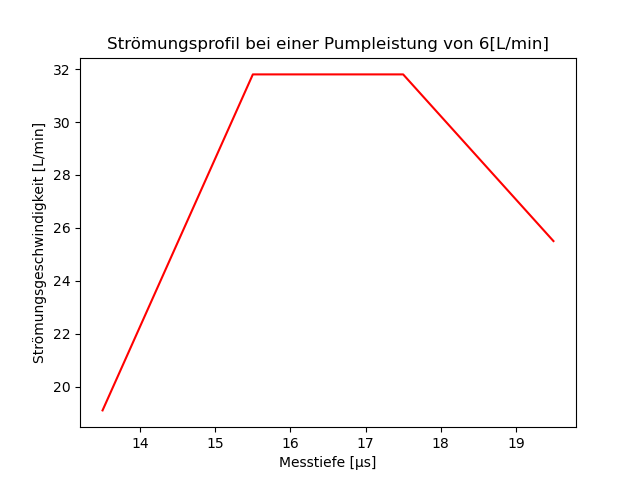 Strömungsprofil bei einer Pumpleistung von 6[L/min]
Strömungsgeschwindigkeit [L/min]
32
30
28
26
24
22
20
14 15 16 17 18 19
Messtiefe [µs]